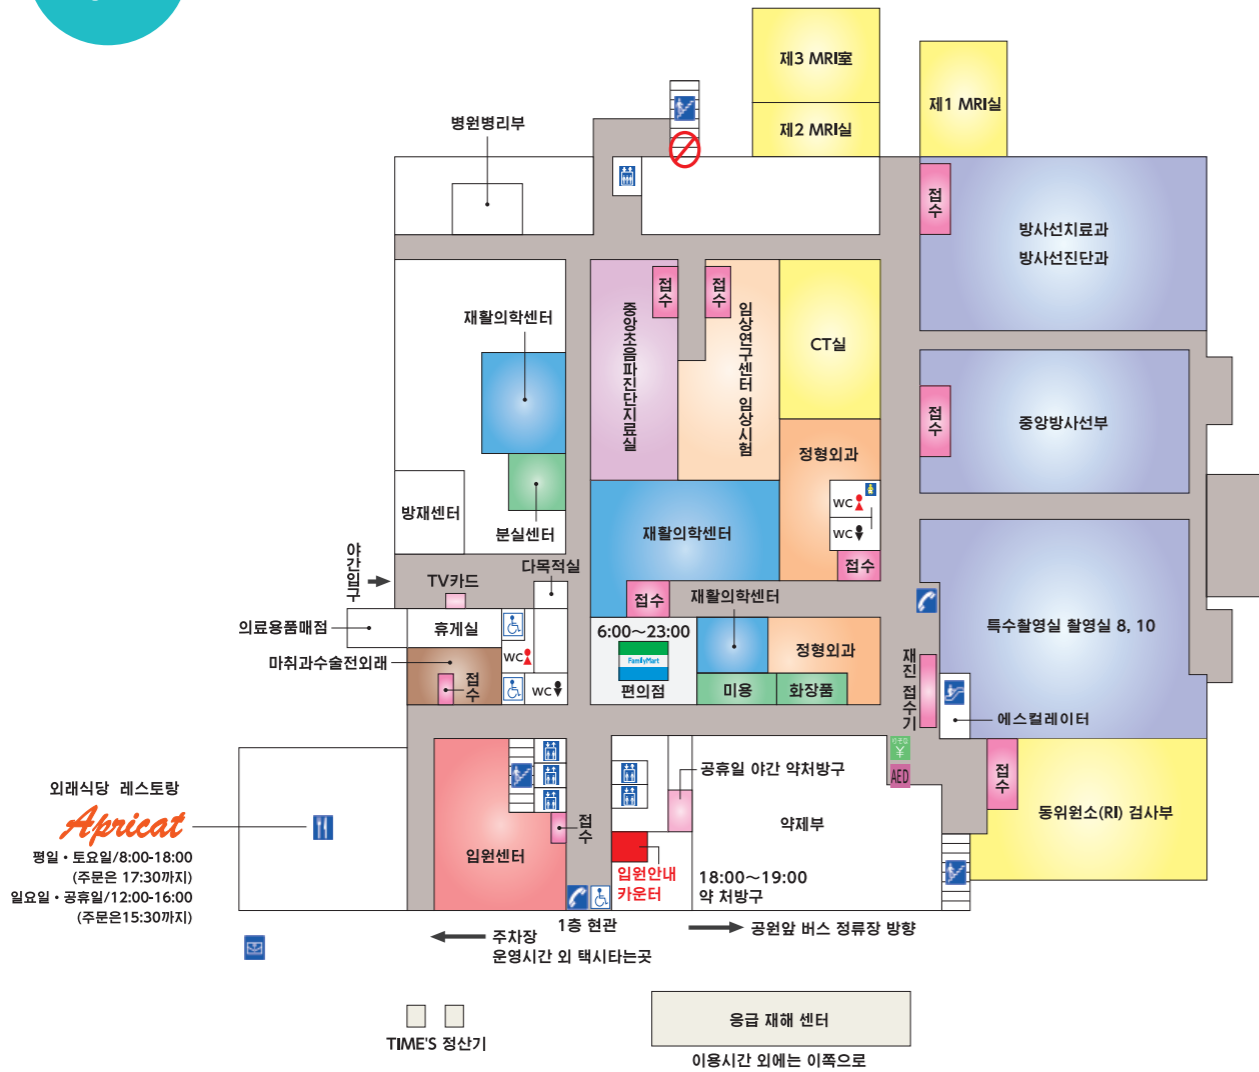 제3 MRI室
제1 MRI실
병원병리부
제2 MRI실
접수
방사선치료과
방사선진단과
접수
접수
재활의학센터
중앙초음파진단치료실
임상연구센터 임상시험
CT실
접수
중앙방사선부
정형외과
방재센터
WC
분실센터
재활의학센터
WC
야간입구
다목적실
접수
TV카드
재활의학센터
접수
의료용품매점
휴게실
6:00～23:00
특수촬영실 촬영실 8, 10
FamilyMart
마취과수술전외래
WC
정형외과
재진 접수기
접수
WC
편의점
미용
화장품
에스컬레이터
외래식당 레스토랑
공휴일 야간 약처방구
AED
접수
Apricat
접수
약제부
동위원소(RI) 검사부
평일・토요일/8:00-18:00
입원센터
(주문은 17:30까지)
입원안내
카운터
18:00～19:00
약 처방구
일요일・공휴일/12:00-16:00
(주문은15:30까지)
1층 현관
주차장
운영시간 외 택시타는곳
공원앞 버스 정류장 방향
응급 재해 센터
TIME'S 정산기
이용시간 외에는 이쪽으로